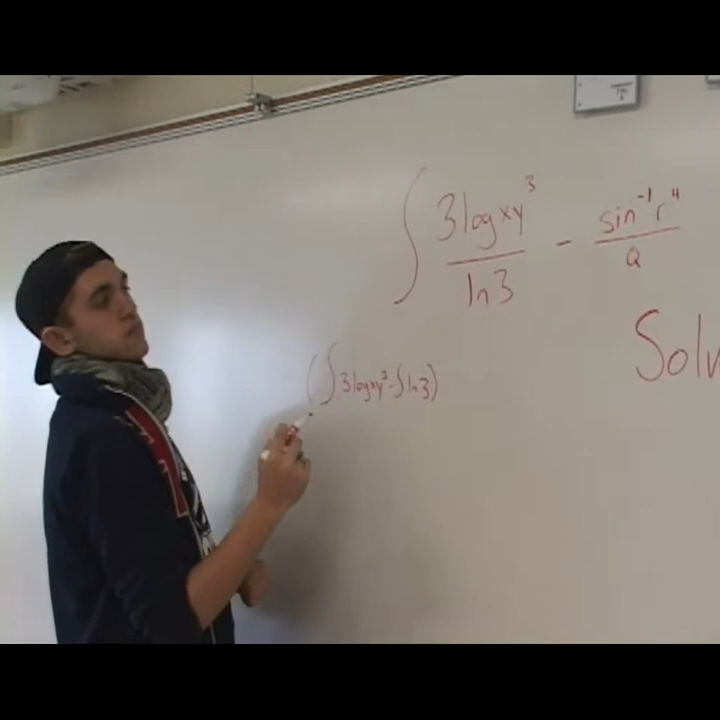 ∫ 3logxy³/ln3 - sin⁻¹r⁴/a
Solv
(∫3logxy³-∫ln3)